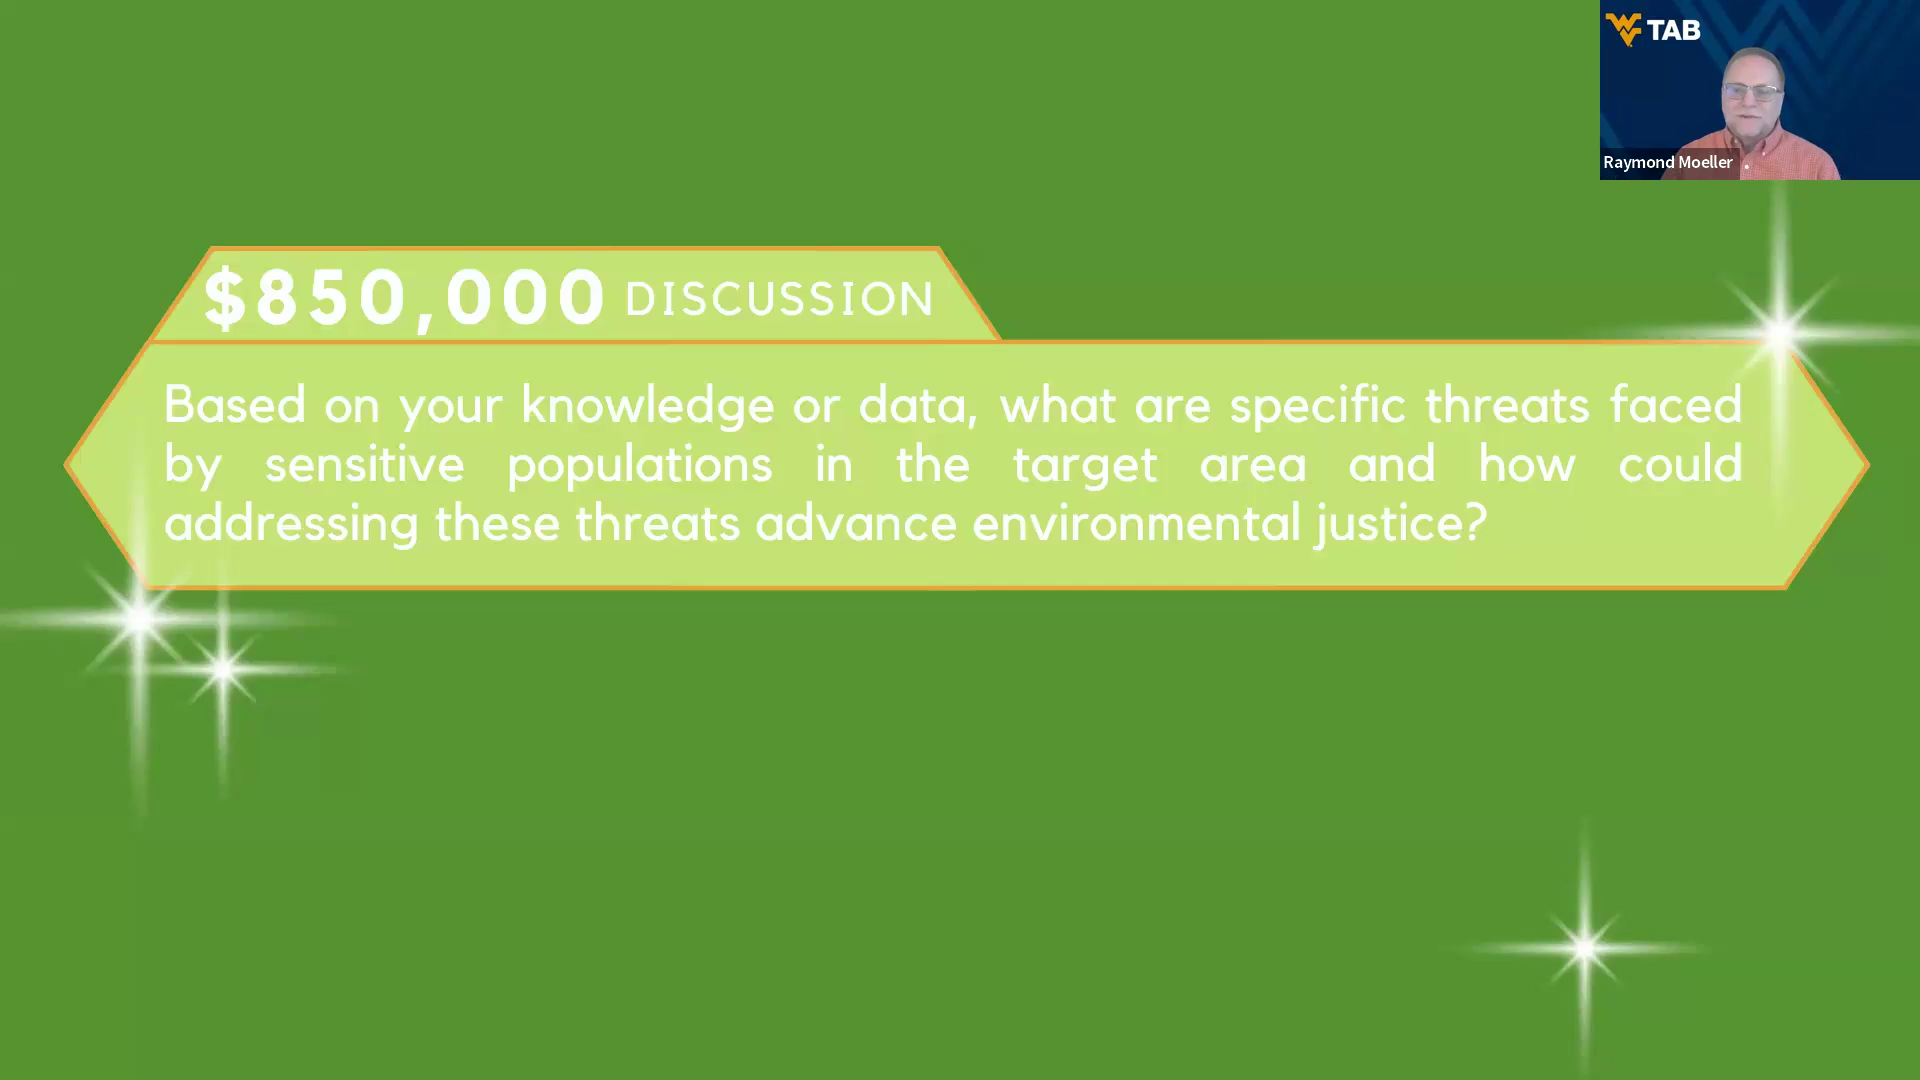 TAB
Raymond Moeller
$850,000 DISCUSSION
Based on your knowledge or data, what are specific threats faced
by sensitive populations in the target area and how could
addressing these threats advance environmental justice?